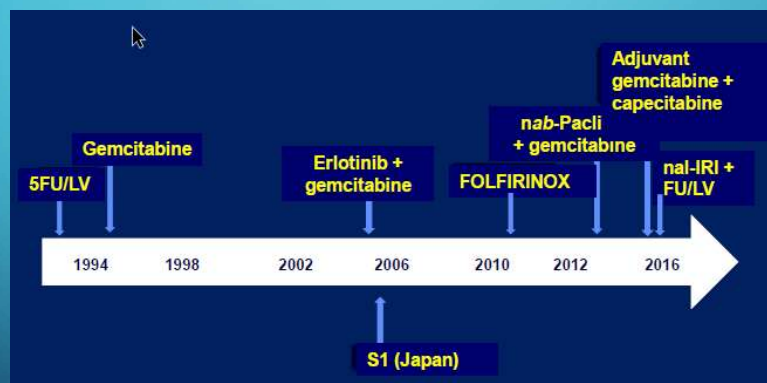 Adjuvant
gemcitabine +
capecitabine
nab-Pacli
+ gemcitabine
Gemcitabine
Erlotinib +
gemcitabine
FOLFIRINOX
nal-IRI +
FU/LV
5FU/LV
1994
1998
2002
2006
2010
2012
2016
S1 (Japan)